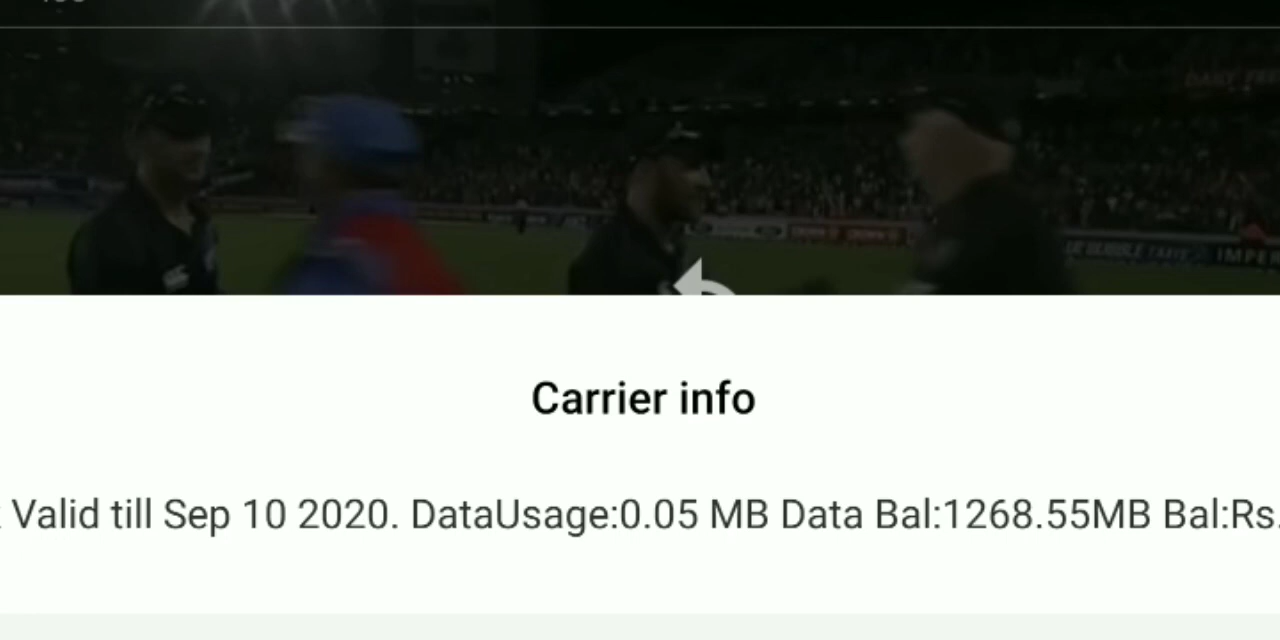 Carrier info
Valid till Sep 10 2020. DataUsage:0.05 MB Data Bal:1268.55MB Bal:Rs.